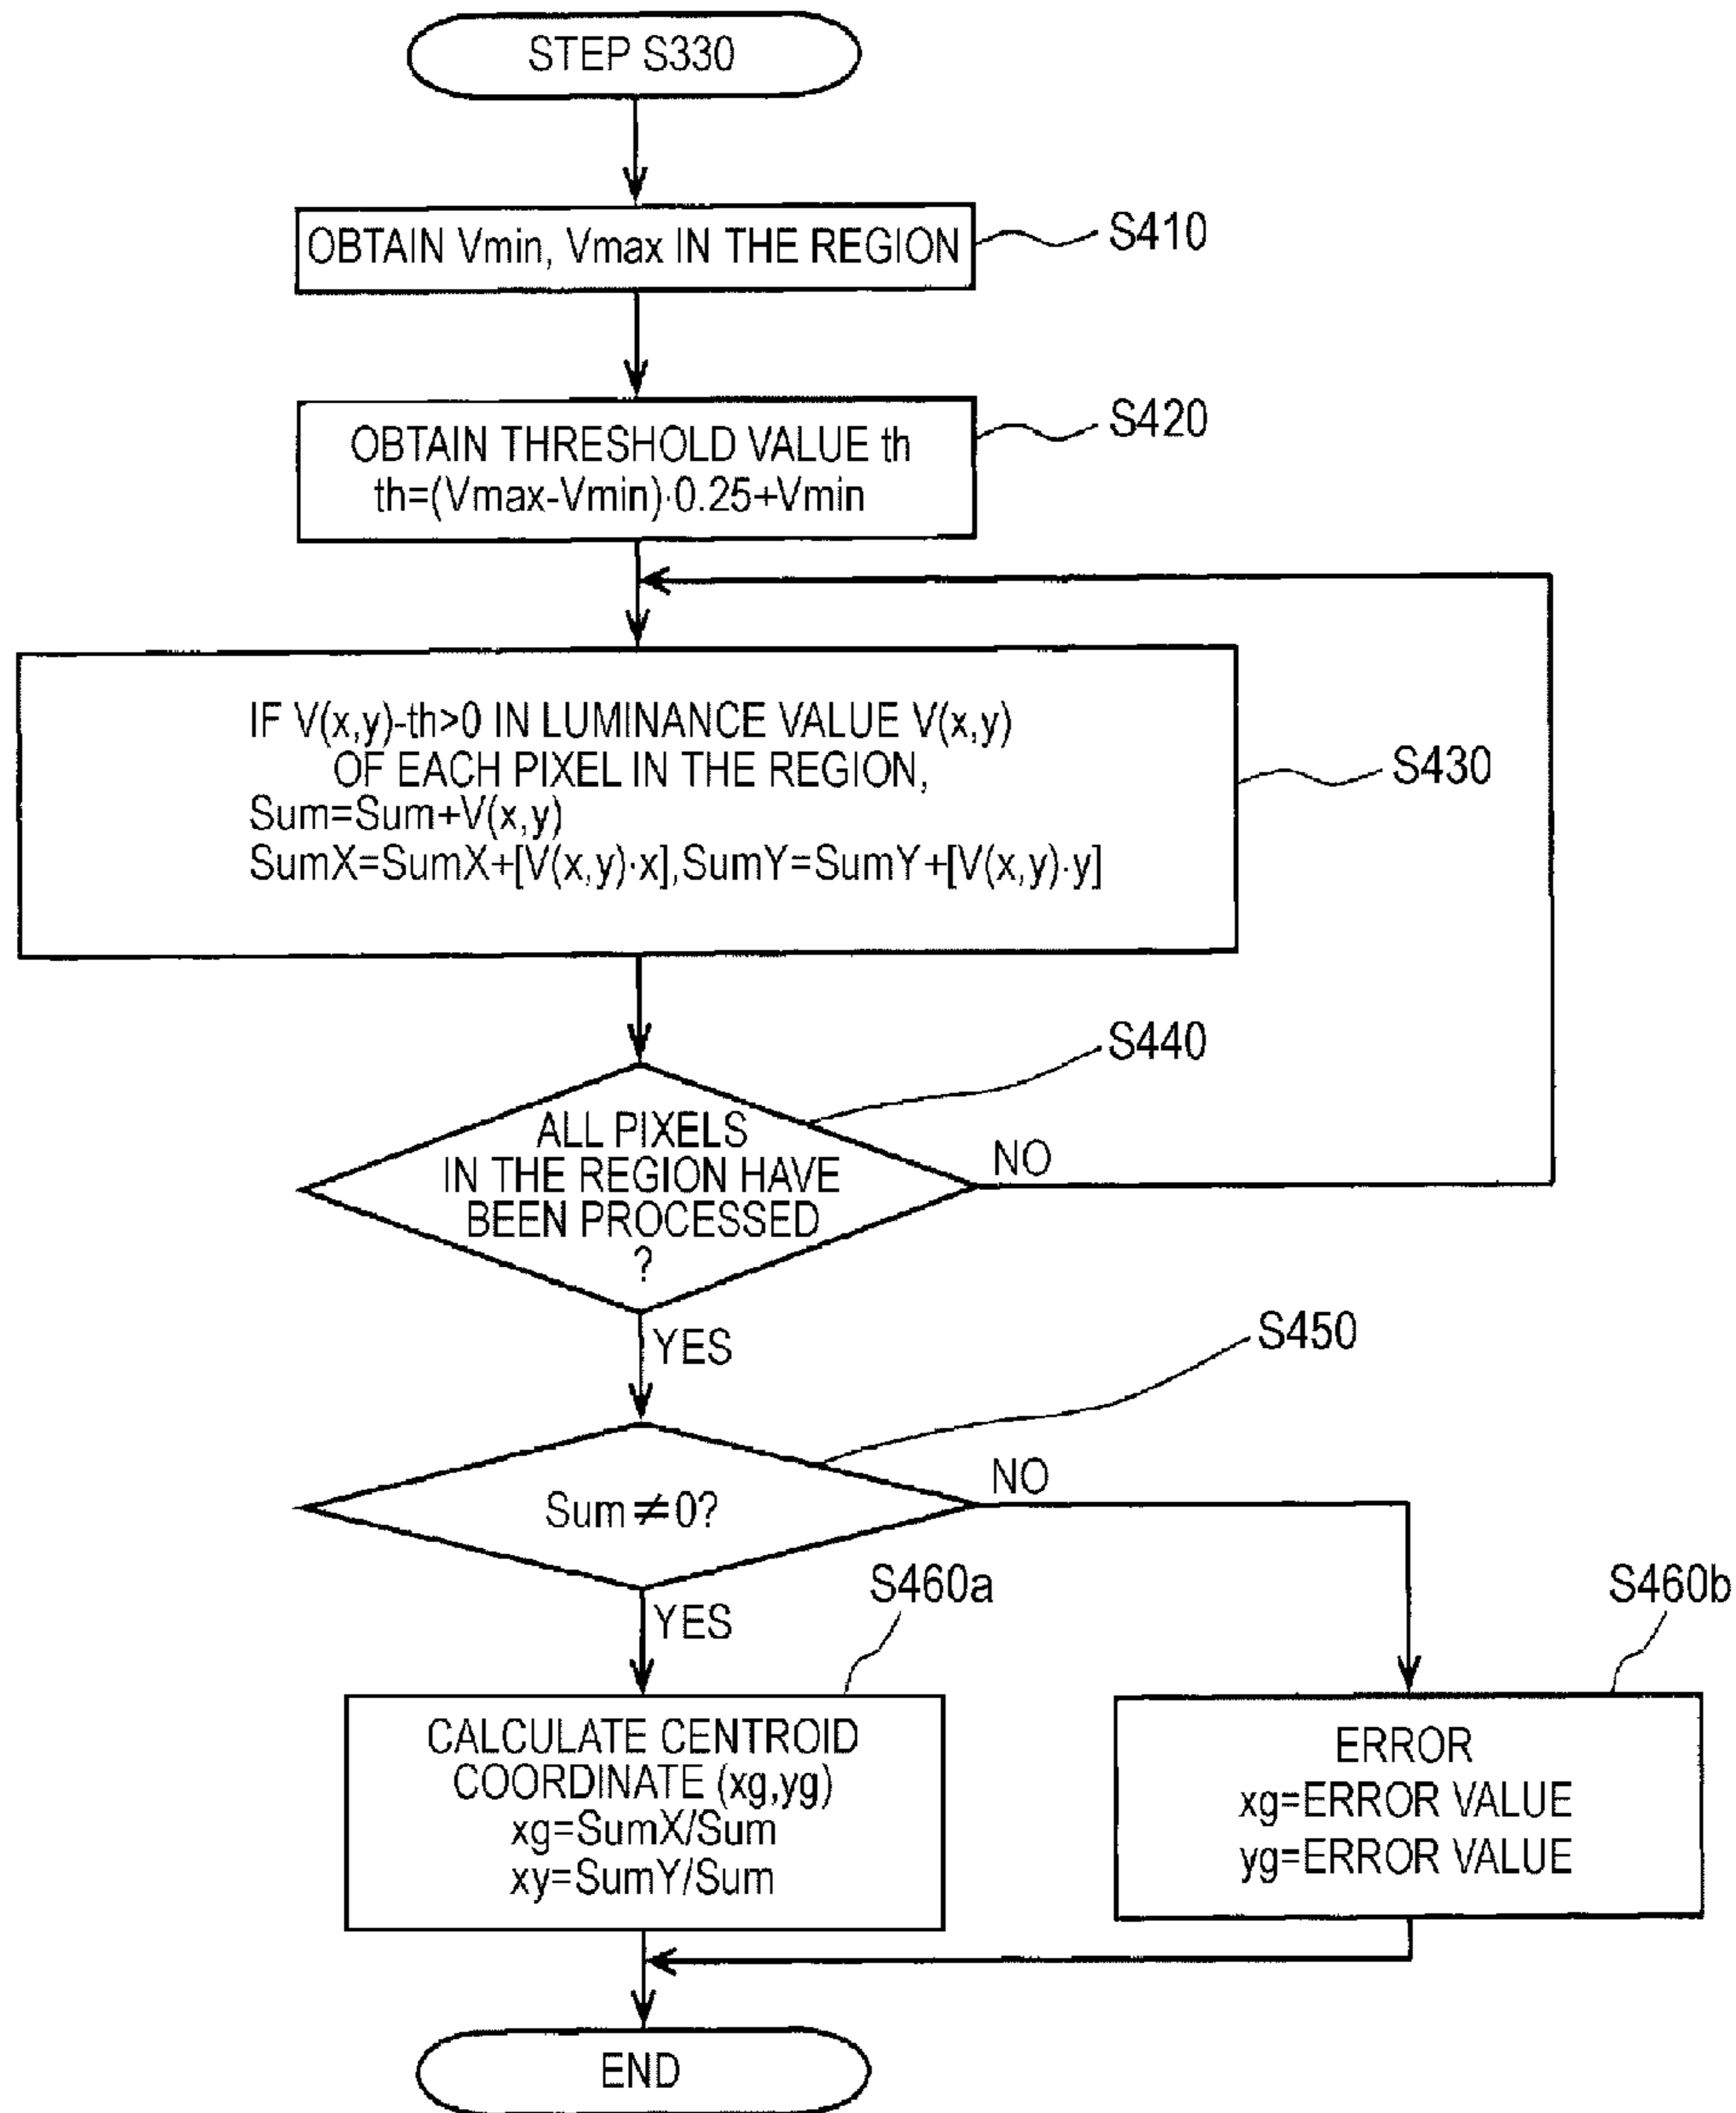 STEP S330
OBTAIN Vmin, Vmax IN THE REGION
S410
OBTAIN THRESHOLD VALUE th
th=(Vmax-Vmin)·0.25+Vmin
S420
IF V(x,y)-th>0 IN LUMINANCE VALUE V(x,y)
OF EACH PIXEL IN THE REGION,
Sum=Sum+V(x,y)
SumX=SumX+[V(x,y)·x],SumY=SumY+[V(x,y)·y]
S430
S440
ALL PIXELS
IN THE REGION HAVE
BEEN PROCESSED
?
NO
YES
S450
Sum≠0?
NO
YES
S460a
CALCULATE CENTROID
COORDINATE (xg,yg)
xg=SumX/Sum
xy=SumY/Sum
S460b
ERROR
xg=ERROR VALUE
yg=ERROR VALUE
END